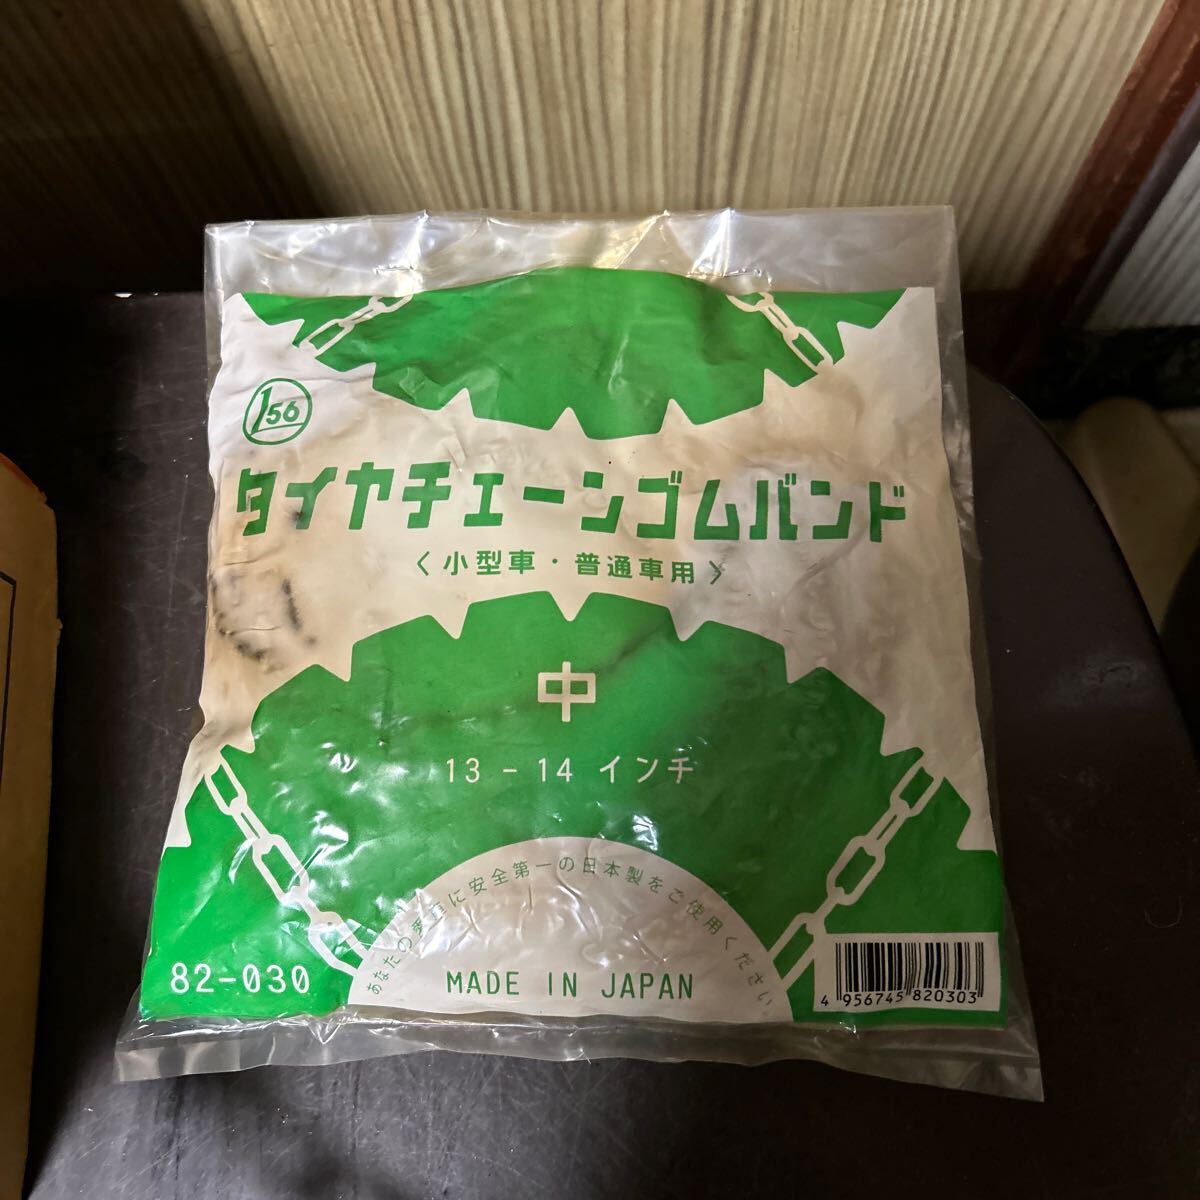 156
タイヤチェーンゴムバンド
〈小型車・普通車用〉
中
13-14 インチ
あなたの愛車に安全第一の日本製をご使用ください
MADE IN JAPAN
82-030
4 956745 820303